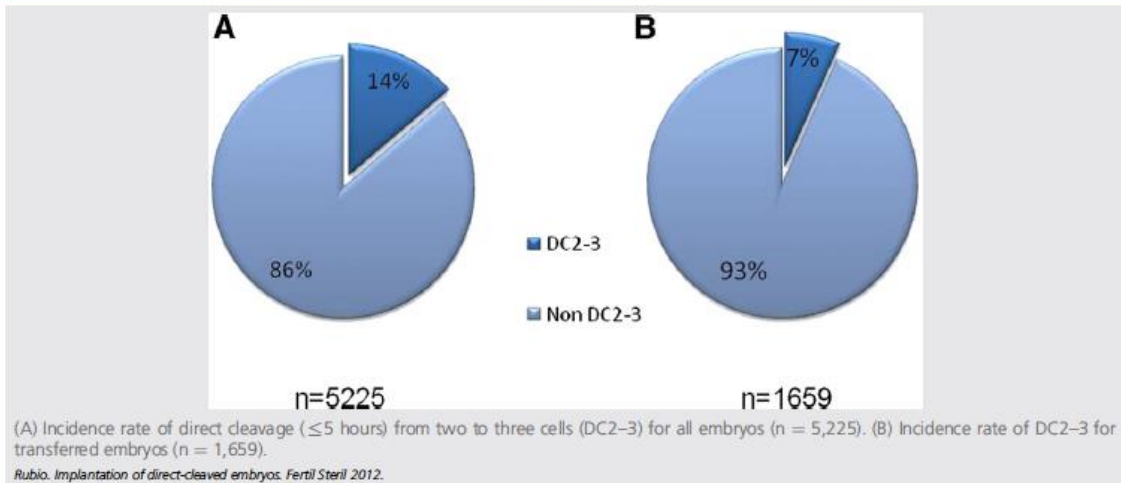 A
B
14%
7%
86%
93%
DC2-3
Non DC2-3
n=5225
n=1659
(A) Incidence rate of direct cleavage (≤5 hours) from two to three cells (DC2–3) for all embryos (n = 5,225). (B) Incidence rate of DC2–3 for
transferred embryos (n = 1,659).
Rubio. Implantation of direct-cleaved embryos. Fertil Steril 2012.